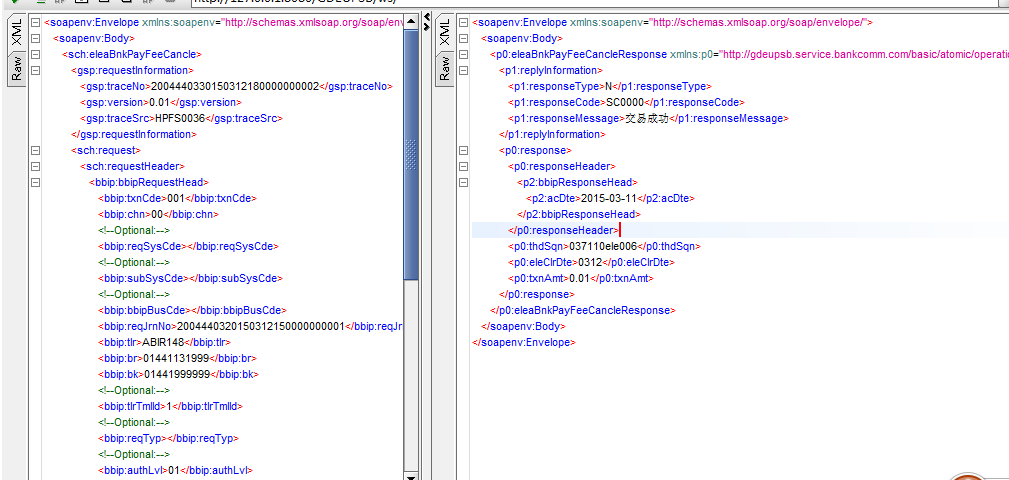 XML
Raw
<soapenv:Envelope xmlns:soapenv="http://schemas.xmlsoap.org/soap/env
<soapenv:Body>
<sch:eleaBnkPayFeeCancle>
<gsp:requestInformation>
<gsp:traceNo>2004440330150312180000000002</gsp:traceNo>
<gsp:version>0.01</gsp:version>
<gsp:traceSrc>HPFS0036</gsp:traceSrc>
</gsp:requestInformation>
<sch:request>
<sch:requestHeader>
<bbip:bbipRequestHead>
<bbip:txnCde>001</bbip:txnCde>
<bbip:chn>00</bbip:chn>
<!--Optional:-->
<bbip:reqSysCde></bbip:reqSysCde>
<!--Optional:-->
<bbip:subSysCde></bbip:subSysCde>
<!--Optional:-->
<bbip:bbipBusCde></bbip:bbipBusCde>
<bbip:reqJrnNo>2004440320150312150000000001</bbip:reqJr
<bbip:tlr>ABIR148</bbip:tlr>
<bbip:br>01441131999</bbip:br>
<bbip:bk>01441999999</bbip:bk>
<!--Optional:-->
<bbip:tlrTmlId>1</bbip:tlrTmlId>
<!--Optional:-->
<bbip:reqTyp></bbip:reqTyp>
<!--Optional:-->
<bbip:authLvl>01</bbip:authLvl>
XML
Raw
<soapenv:Envelope xmlns:soapenv="http://schemas.xmlsoap.org/soap/envelope/">
<soapenv:Body>
<p0:eleaBnkPayFeeCancleResponse xmlns:p0="http://gdeupsb.service.bankcomm.com/basic/atomic/operati
<p1:replyInformation>
<p1:responseType>N</p1:responseType>
<p1:responseCode>SC0000</p1:responseCode>
<p1:responseMessage>交易成功</p1:responseMessage>
</p1:replyInformation>
<p0:response>
<p0:responseHeader>
<p2:bbipResponseHead>
<p2:acDte>2015-03-11</p2:acDte>
</p2:bbipResponseHead>
</p0:responseHeader>
<p0:thdSqn>037110ele006</p0:thdSqn>
<p0:eleClrDte>0312</p0:eleClrDte>
<p0:txnAmt>0.01</p0:txnAmt>
</p0:response>
</p0:eleaBnkPayFeeCancleResponse>
</soapenv:Body>
</soapenv:Envelope>